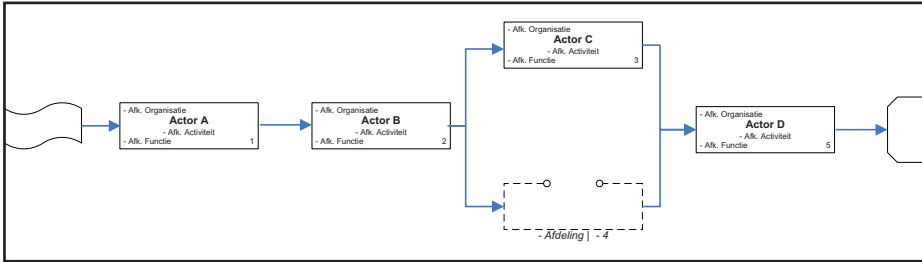 - Afk. Organisatie
Actor A
- Afk. Activiteit
- Afk. Functie 1
- Afk. Organisatie
Actor B
- Afk. Activiteit
- Afk. Functie 2
- Afk. Organisatie
Actor C
- Afk. Activiteit
- Afk. Functie 3
- Afdeling | - 4
- Afk. Organisatie
Actor D
- Afk. Activiteit
- Afk. Functie 5